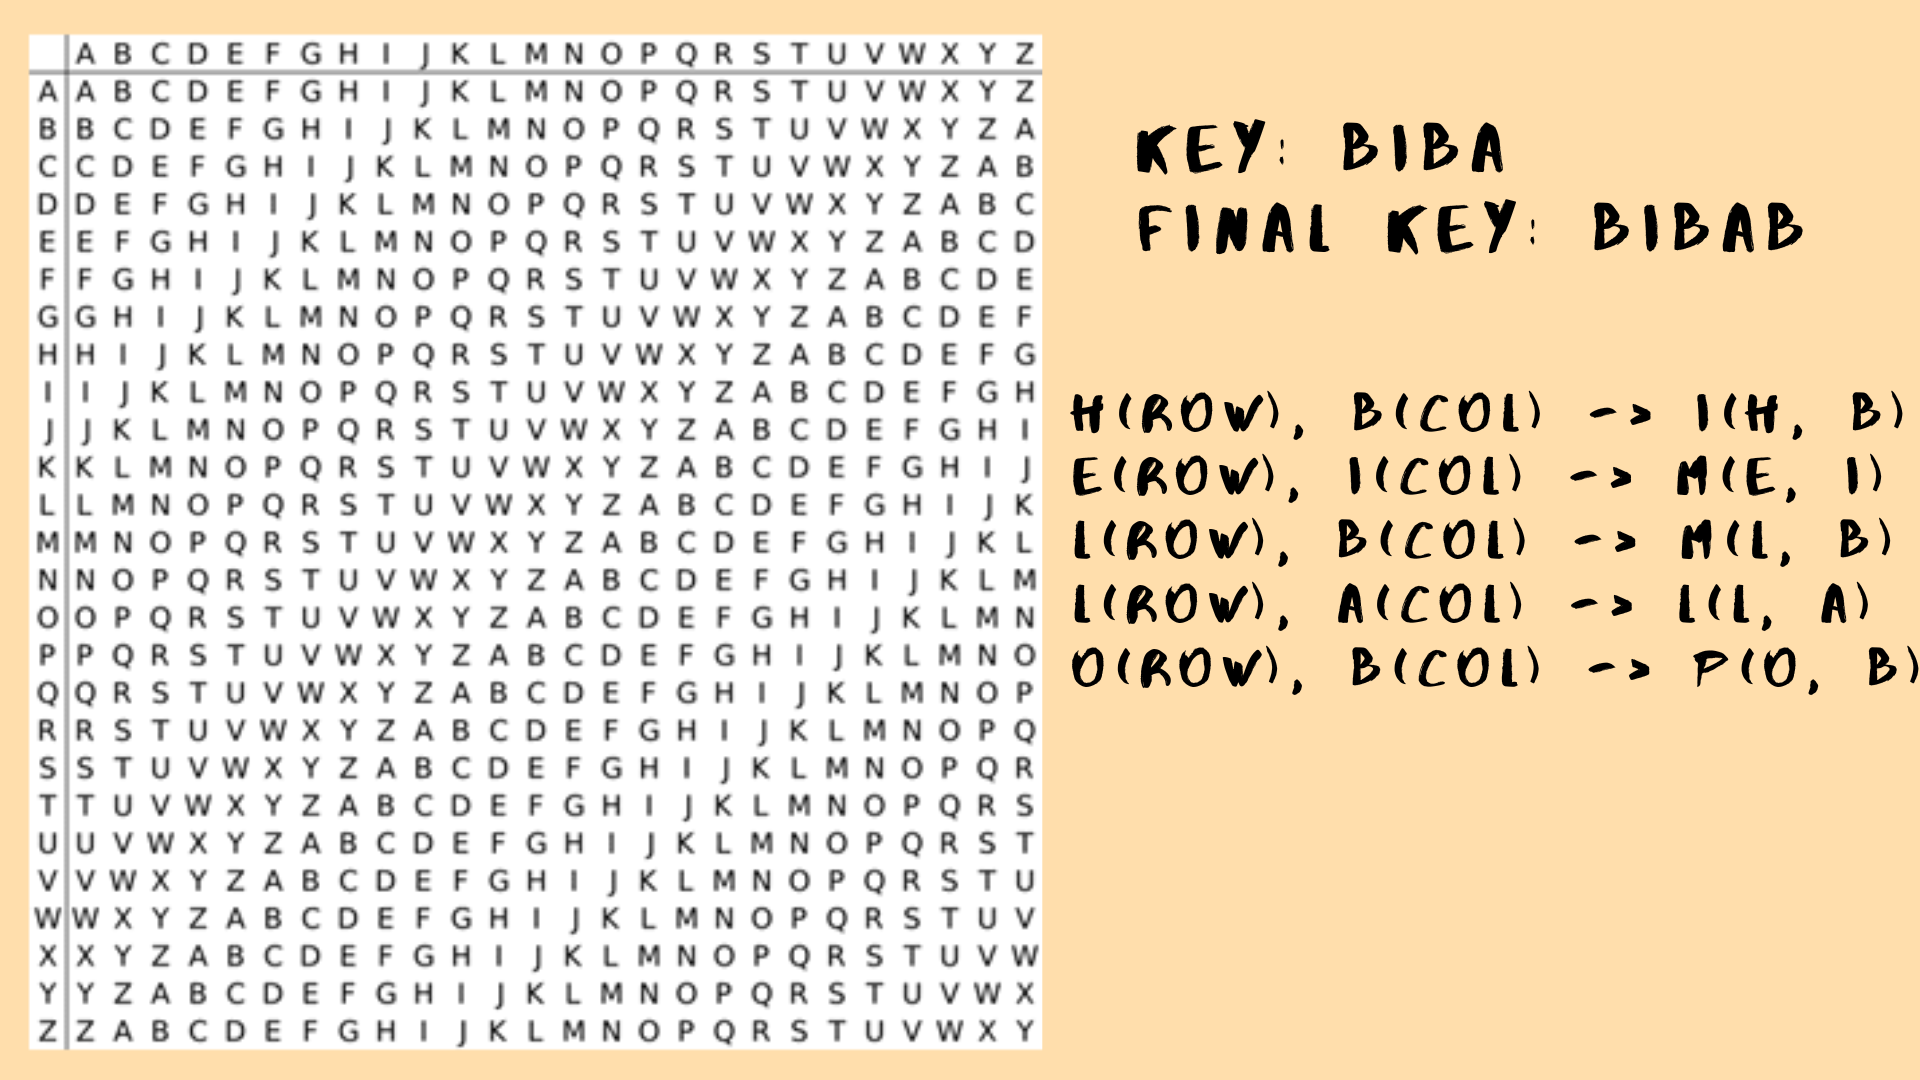 A B C D E F G H I J K L M N O P Q R S T U V W X Y Z
A A B C D E F G H I J K L M N O P Q R S T U V W X Y Z
B B C D E F G H I J K L M N O P Q R S T U V W X Y Z A
C C D E F G H I J K L M N O P Q R S T U V W X Y Z A B
D D E F G H I J K L M N O P Q R S T U V W X Y Z A B C
E E F G H I J K L M N O P Q R S T U V W X Y Z A B C D
F F G H I J K L M N O P Q R S T U V W X Y Z A B C D E
G G H I J K L M N O P Q R S T U V W X Y Z A B C D E F
H H I J K L M N O P Q R S T U V W X Y Z A B C D E F G
I I J K L M N O P Q R S T U V W X Y Z A B C D E F G H
J J K L M N O P Q R S T U V W X Y Z A B C D E F G H I
K K L M N O P Q R S T U V W X Y Z A B C D E F G H I J
L L M N O P Q R S T U V W X Y Z A B C D E F G H I J K
M M N O P Q R S T U V W X Y Z A B C D E F G H I J K L
N N O P Q R S T U V W X Y Z A B C D E F G H I J K L M
O O P Q R S T U V W X Y Z A B C D E F G H I J K L M N
P P Q R S T U V W X Y Z A B C D E F G H I J K L M N O
Q Q R S T U V W X Y Z A B C D E F G H I J K L M N O P
R R S T U V W X Y Z A B C D E F G H I J K L M N O P Q
S S T U V W X Y Z A B C D E F G H I J K L M N O P Q R
T T U V W X Y Z A B C D E F G H I J K L M N O P Q R S
U U V W X Y Z A B C D E F G H I J K L M N O P Q R S T
V V W X Y Z A B C D E F G H I J K L M N O P Q R S T U
W W X Y Z A B C D E F G H I J K L M N O P Q R S T U V
X X Y Z A B C D E F G H I J K L M N O P Q R S T U V W
Y Y Z A B C D E F G H I J K L M N O P Q R S T U V W X
Z Z A B C D E F G H I J K L M N O P Q R S T U V W X Y
KEY: BIBA
FINAL KEY: BIBAB
H(ROW), B(COL) -> I(H, B)
E(ROW), I(COL) -> M(E, I)
L(ROW), B(COL) -> M(L, B)
L(ROW), A(COL) -> L(L, A)
O(ROW), B(COL) -> P(O, B)